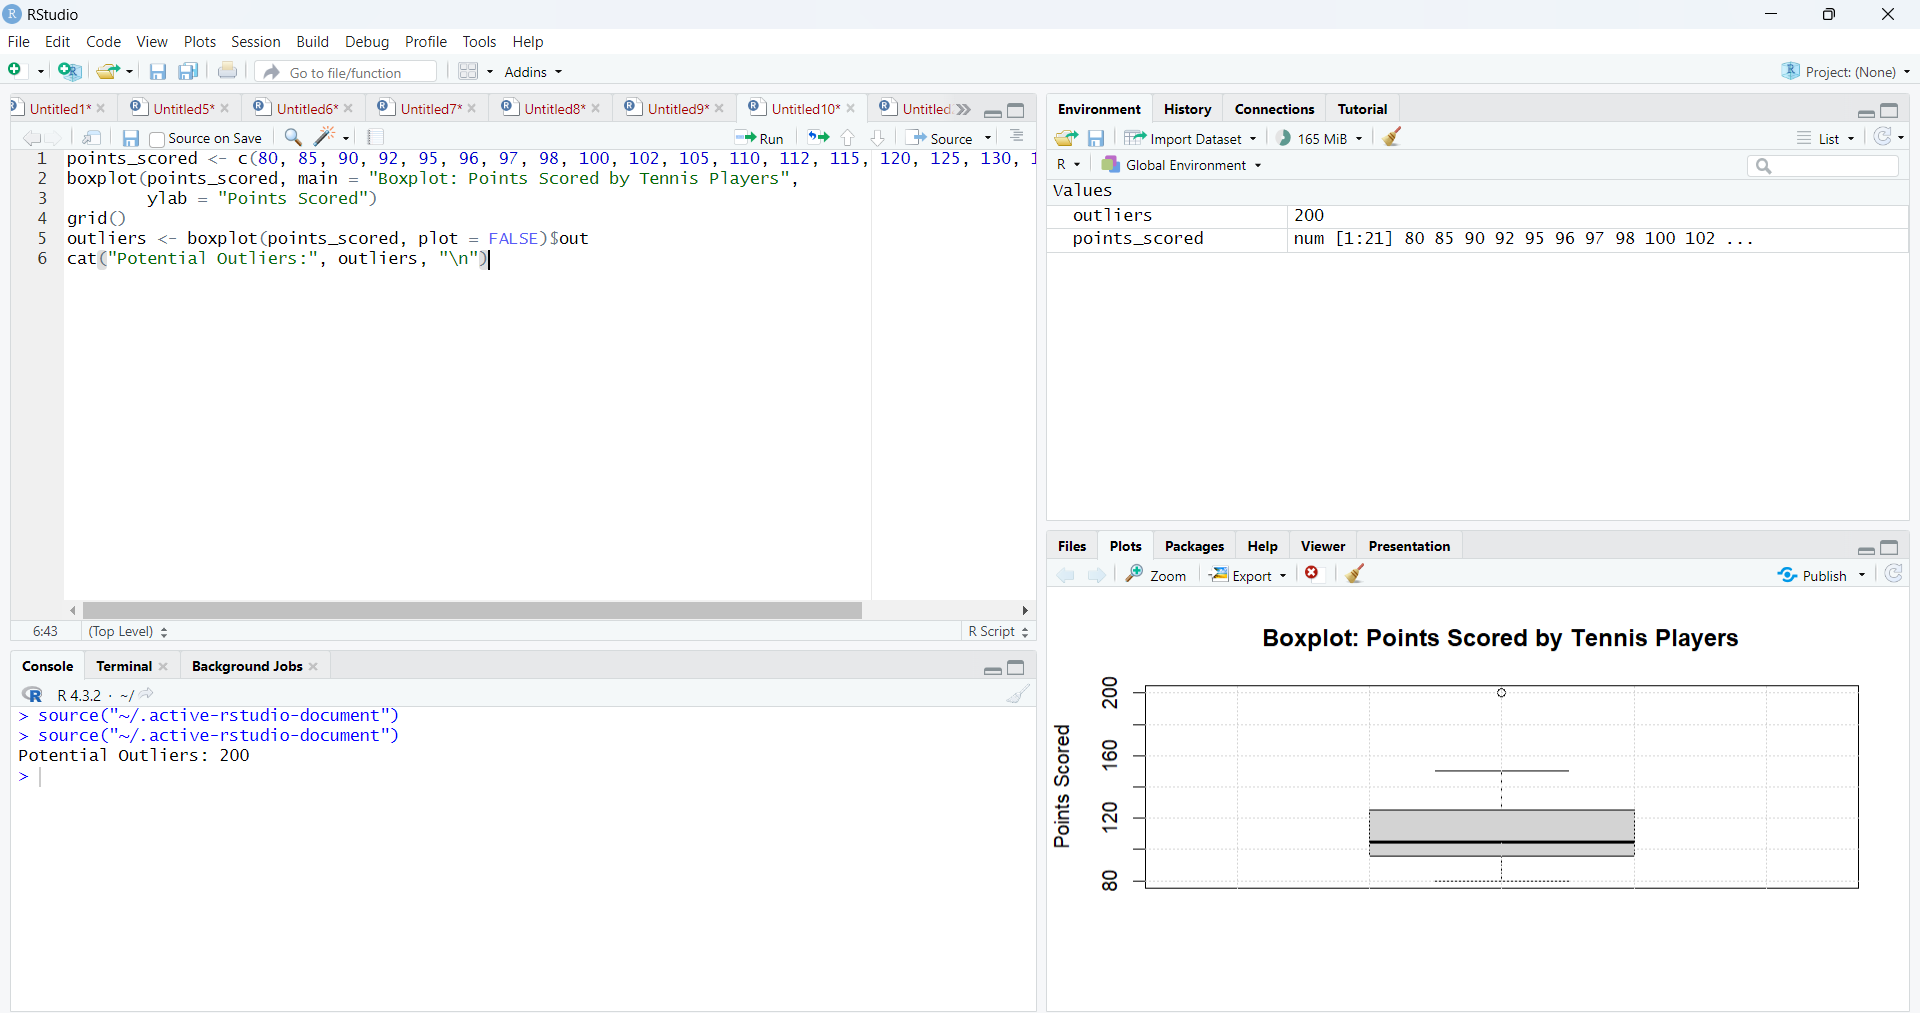 RStudio
File Edit Code View Plots Session Build Debug Profile Tools Help
Go to file/function Addins Project: (None)
Untitled1* Untitled5* Untitled6* Untitled7* Untitled8* Untitled9* Untitled10* Untitled
Source on Save Run Source
1 points_scored <- c(80, 85, 90, 92, 95, 96, 97, 98, 100, 102, 105, 110, 112, 115, 120, 125, 130, 1
2 boxplot(points_scored, main = "Boxplot: Points Scored by Tennis Players",
3 ylab = "Points Scored")
4 grid()
5 outliers <- boxplot(points_scored, plot = FALSE)$out
6 cat("Potential Outliers:", outliers, "\n")
6:43 (Top Level) R Script
Console Terminal Background Jobs
R R 4.3.2 · ~/
> source("~/.active-rstudio-document")
> source("~/.active-rstudio-document")
Potential Outliers: 200
>
Environment History Connections Tutorial
Import Dataset 165 MiB List
R Global Environment
Values
outliers 200
points_scored num [1:21] 80 85 90 92 95 96 97 98 100 102 ...
Files Plots Packages Help Viewer Presentation
Zoom Export Publish
Boxplot: Points Scored by Tennis Players
Points Scored
200
160
120
80